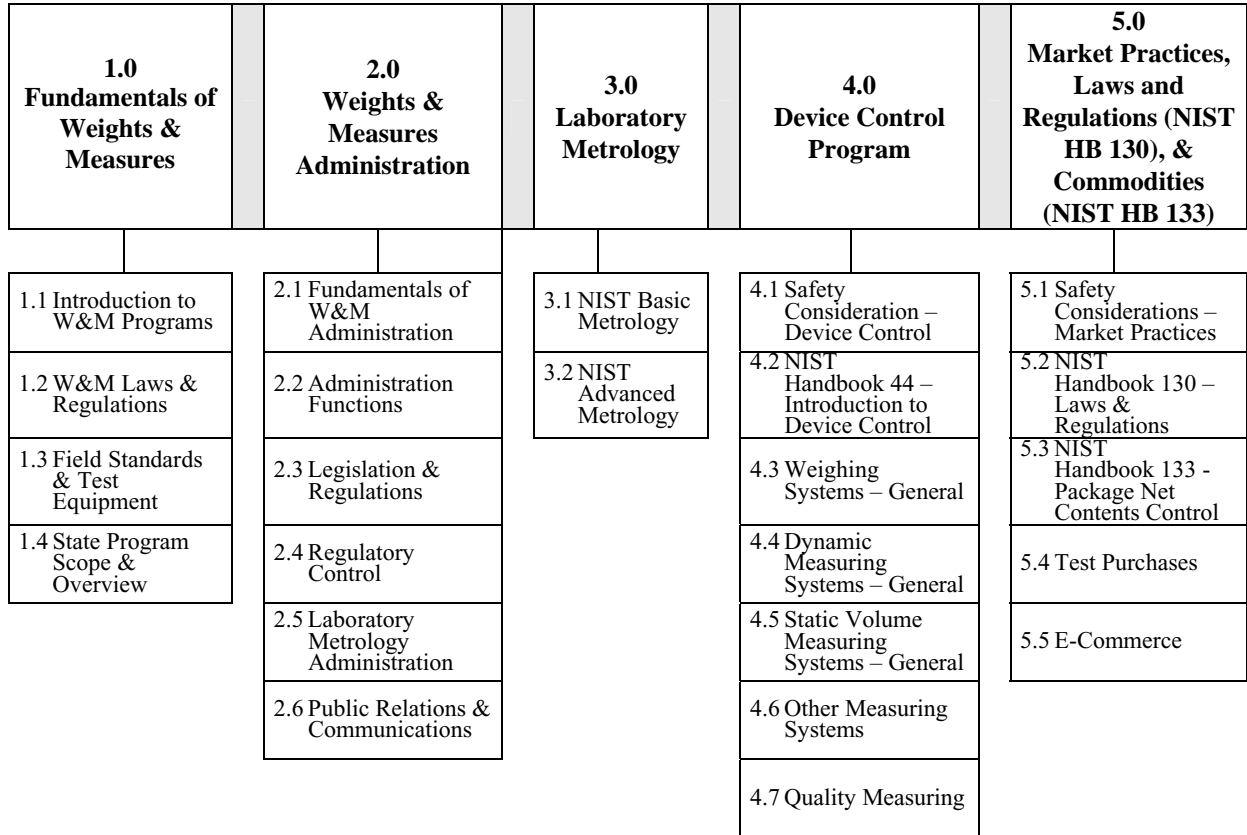 1.0
Fundamentals of
Weights &
Measures
2.0
Weights &
Measures
Administration
3.0
Laboratory
Metrology
4.0
Device Control
Program
5.0
Market Practices,
Laws and
Regulations (NIST
HB 130), &
Commodities
(NIST HB 133)
1.1 Introduction to
W&M Programs
1.2 W&M Laws &
Regulations
1.3 Field Standards
& Test
Equipment
1.4 State Program
Scope &
Overview
2.1 Fundamentals of
W&M
Administration
2.2 Administration
Functions
2.3 Legislation &
Regulations
2.4 Regulatory
Control
2.5 Laboratory
Metrology
Administration
2.6 Public Relations &
Communications
3.1 NIST Basic
Metrology
3.2 NIST
Advanced
Metrology
4.1 Safety
Consideration –
Device Control
4.2 NIST
Handbook 44 –
Introduction to
Device Control
4.3 Weighing
Systems – General
4.4 Dynamic
Measuring
Systems – General
4.5 Static Volume
Measuring
Systems – General
4.6 Other Measuring
Systems
4.7 Quality Measuring
5.1 Safety
Considerations –
Market Practices
5.2 NIST
Handbook 130 –
Laws &
Regulations
5.3 NIST
Handbook 133 -
Package Net
Contents Control
5.4 Test Purchases
5.5 E-Commerce